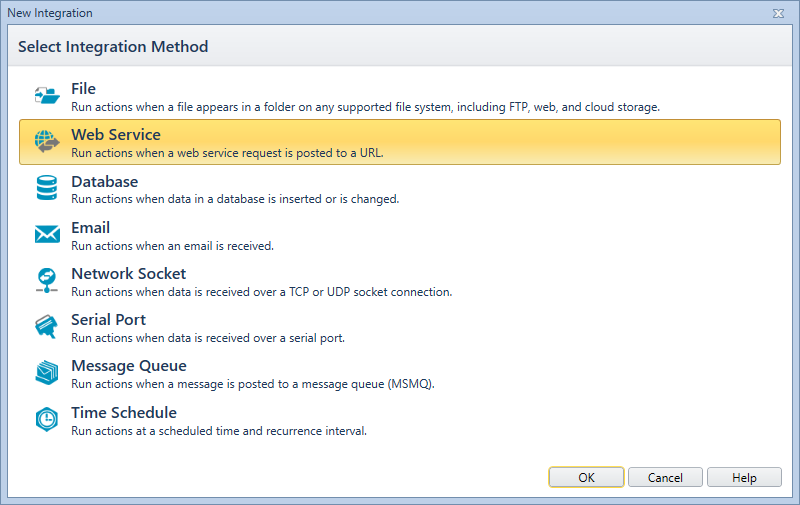 New Integration
Select Integration Method
File
Run actions when a file appears in a folder on any supported file system, including FTP, web, and cloud storage.
Web Service
Run actions when a web service request is posted to a URL.
Database
Run actions when data in a database is inserted or is changed.
Email
Run actions when an email is received.
Network Socket
Run actions when data is received over a TCP or UDP socket connection.
Serial Port
Run actions when data is received over a serial port.
Message Queue
Run actions when a message is posted to a message queue (MSMQ).
Time Schedule
Run actions at a scheduled time and recurrence interval.
OK Cancel Help